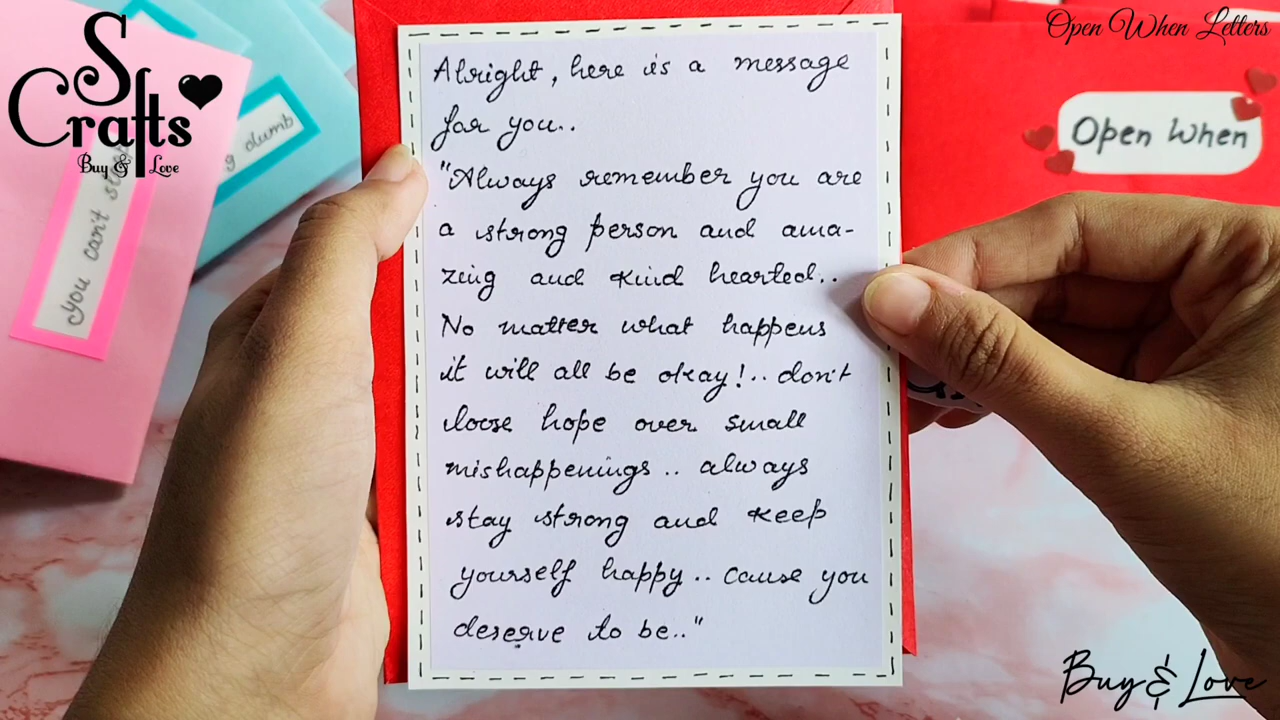 S Crafts
Buy & Love
Open When Letters
Open When
you can't s
g dumb
Alright, here is a message
for you..
"Always remember you are
a strong person and ama-
zing and kind hearted..
No matter what happens
it will all be okay!.. don't
loose hope over small
mishappenings.. always
stay strong and keep
yourself happy.. cause you
deserve to be.."
Buy & Love